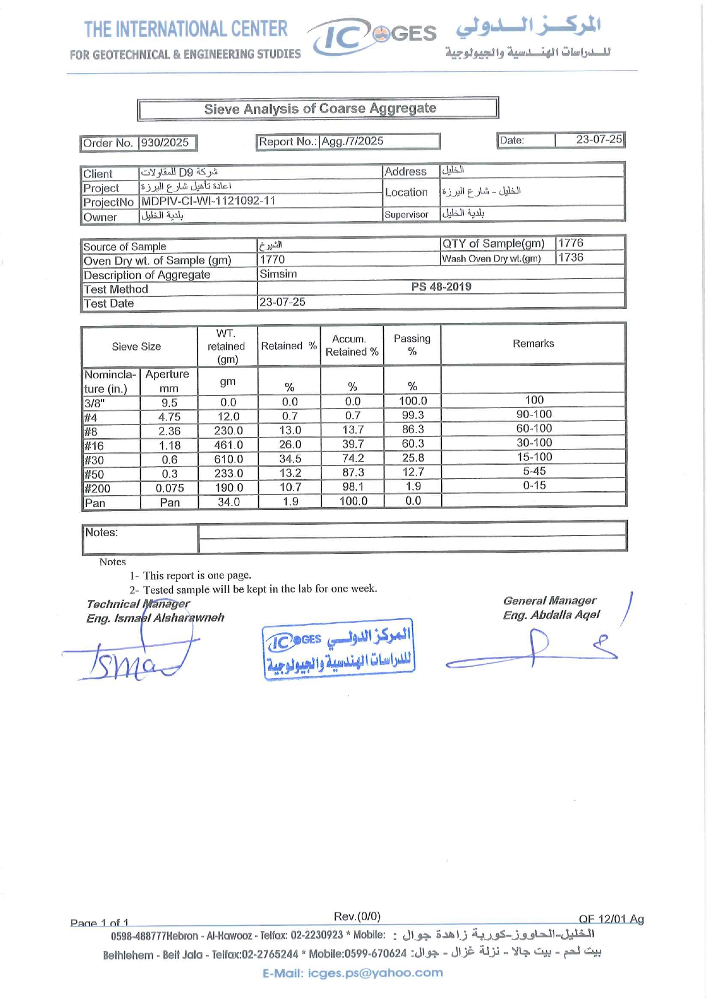 THE INTERNATIONAL CENTER
FOR GEOTECHNICAL & ENGINEERING STUDIES
IC GES
المركز الدولي
للدراسات الهندسية والجيولوجية
Sieve Analysis of Coarse Aggregate
Order No. 930/2025 Report No.: Agg./7/2025 Date: 23-07-25
Client شركة D9 للمقاولات Address الخليل
Project اعادة تأهيل شارع البرزة Location الخليل - شارع البرزة
ProjectNo MDPIV-CI-WI-1121092-11
Owner بلدية الخليل Supervisor بلدية الخليل
Source of Sample الشيوخ QTY of Sample(gm) 1776
Oven Dry wt. of Sample (gm) 1770 Wash Oven Dry wt.(gm) 1736
Description of Aggregate Simsim
Test Method PS 48-2019
Test Date 23-07-25
Sieve Size WT. retained (gm) Retained % Accum. Retained % Passing % Remarks
Nomincla-ture (in.) Aperture mm gm % % %
3/8" 9.5 0.0 0.0 0.0 100.0 100
#4 4.75 12.0 0.7 0.7 99.3 90-100
#8 2.36 230.0 13.0 13.7 86.3 60-100
#16 1.18 461.0 26.0 39.7 60.3 30-100
#30 0.6 610.0 34.5 74.2 25.8 15-100
#50 0.3 233.0 13.2 87.3 12.7 5-45
#200 0.075 190.0 10.7 98.1 1.9 0-15
Pan Pan 34.0 1.9 100.0 0.0
Notes:
Notes
1- This report is one page.
2- Tested sample will be kept in the lab for one week.
Technical Manager General Manager
Eng. Ismael Alsharawneh Eng. Abdalla Aqel
IC GES المركز الدولي
للدراسات الهندسية والجيولوجية
Page 1 of 1 Rev.(0/0) QF 12/01 Ag
0598-488777Hebron - Al-Hawooz - Telfax: 02-2230923 * Mobile: : الخليل-الحاووز-كوربة زاهدة جوال
Bethlehem - Beit Jala - Telfax:02-2765244 * Mobile:0599-670624 :بيت لحم - بيت جالا - نزلة غزال - جوال
E-Mail: icges.ps@yahoo.com